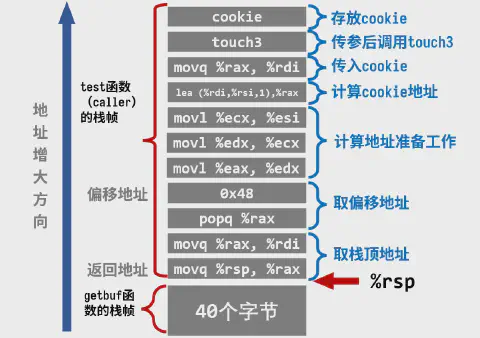 cookie
存放cookie
touch3
传参后调用touch3
movq %rax, %rdi
传入cookie
lea (%rdi,%rsi,1),%rax
计算cookie地址
movl %ecx, %esi
movl %edx, %ecx
计算地址准备工作
movl %eax, %edx
0x48
取偏移地址
popq %rax
movq %rax, %rdi
取栈顶地址
movq %rsp, %rax
%rsp
40个字节
test函数
（caller）
的栈帧
偏移地址
返回地址
getbuf函
数的栈帧
地址增大方向